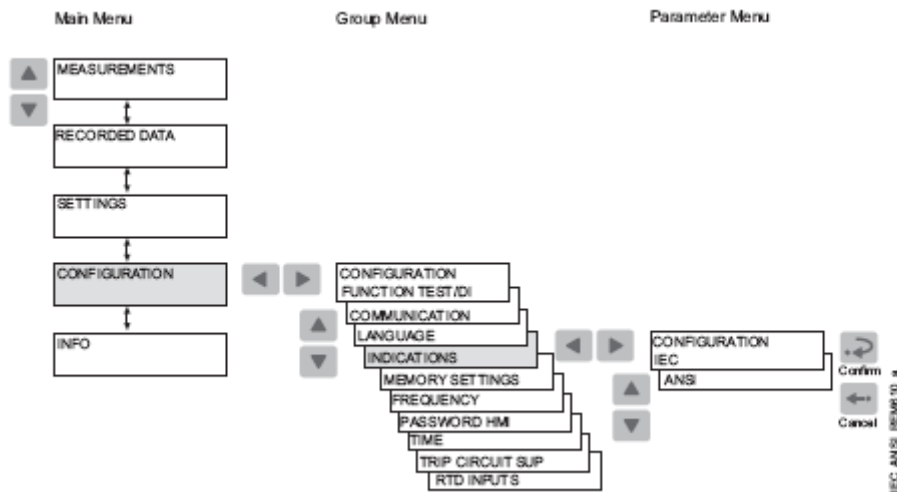 Main Menu
Group Menu
Parameter Menu
MEASUREMENTS
RECORDED DATA
SETTINGS
CONFIGURATION
INFO
CONFIGURATION
FUNCTION TEST/DI
COMMUNICATION
LANGUAGE
INDICATIONS
MEMORY SETTINGS
FREQUENCY
PASSWORD HMI
TIME
TRIP CIRCUIT SUP
RTD INPUTS
CONFIGURATION
IEC
ANSI
Confirm
Cancel
IEC_ANSI_REM610_a